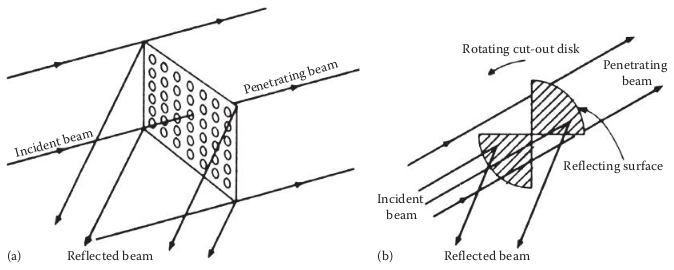 Incident beam
Penetrating beam
(a)
Reflected beam
Rotating cut-out disk
Penetrating
beam
Reflecting surface
Incident
beam
(b)
Reflected beam